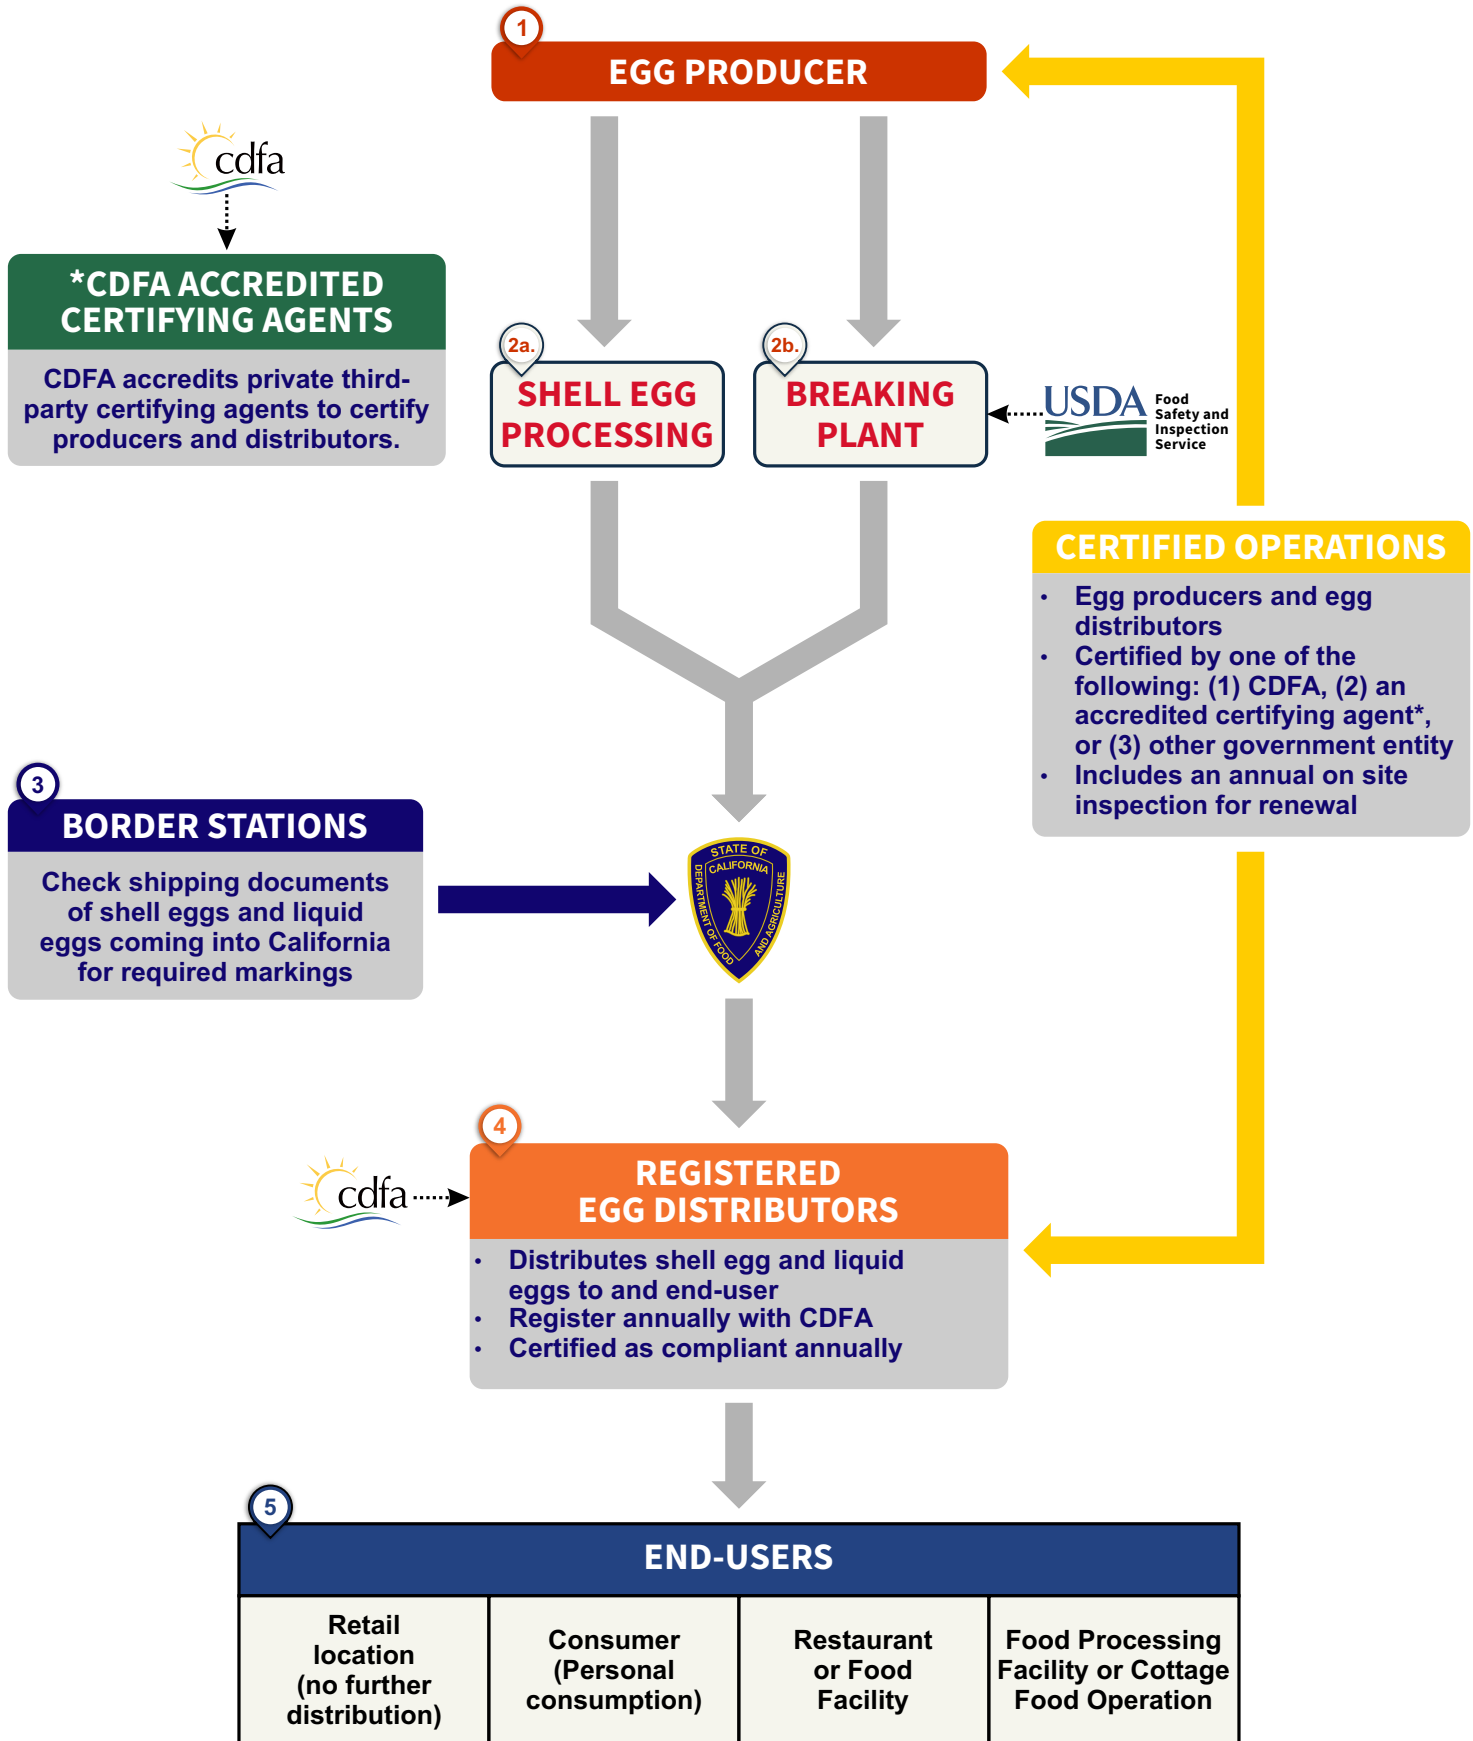 1
EGG PRODUCER
cdfa
*CDFA ACCREDITED
CERTIFYING AGENTS
CDFA accredits private third-
party certifying agents to certify
producers and distributors.
2a.
SHELL EGG
PROCESSING
2b.
BREAKING
PLANT
USDA
Food
Safety and
Inspection
Service
CERTIFIED OPERATIONS
• Egg producers and egg
distributors
• Certified by one of the
following: (1) CDFA, (2) an
accredited certifying agent*,
or (3) other government entity
• Includes an annual on site
inspection for renewal
3
BORDER STATIONS
Check shipping documents
of shell eggs and liquid
eggs coming into California
for required markings
STATE OF
CALIFORNIA
DEPARTMENT OF FOOD
AND AGRICULTURE
4
cdfa
REGISTERED
EGG DISTRIBUTORS
• Distributes shell egg and liquid
eggs to and end-user
• Register annually with CDFA
• Certified as compliant annually
5
END-USERS
Retail
location
(no further
distribution)
Consumer
(Personal
consumption)
Restaurant
or Food
Facility
Food Processing
Facility or Cottage
Food Operation